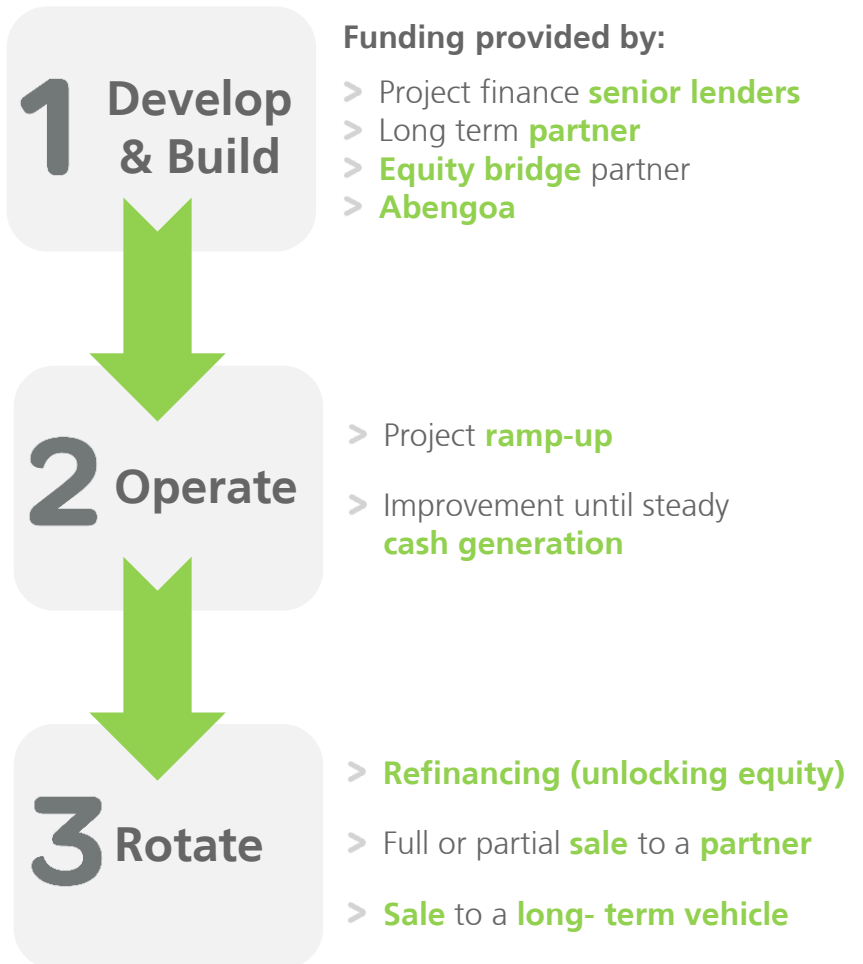 1 Develop
& Build
Funding provided by:
> Project finance senior lenders
> Long term partner
> Equity bridge partner
> Abengoa
2 Operate
> Project ramp-up
> Improvement until steady
cash generation
3 Rotate
> Refinancing (unlocking equity)
> Full or partial sale to a partner
> Sale to a long- term vehicle